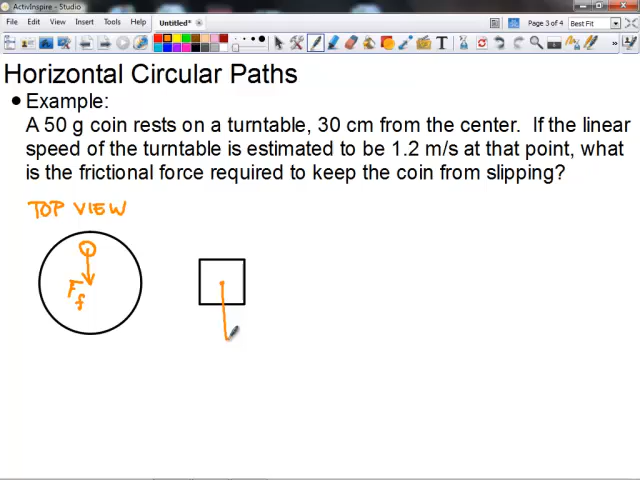 ActivInspire - Studio
File Edit View Insert Tools Help Untitled* Page 3 of 4 Best Fit
Horizontal Circular Paths
• Example:
A 50 g coin rests on a turntable, 30 cm from the center. If the linear
speed of the turntable is estimated to be 1.2 m/s at that point, what
is the frictional force required to keep the coin from slipping?
TOP VIEW
Ff